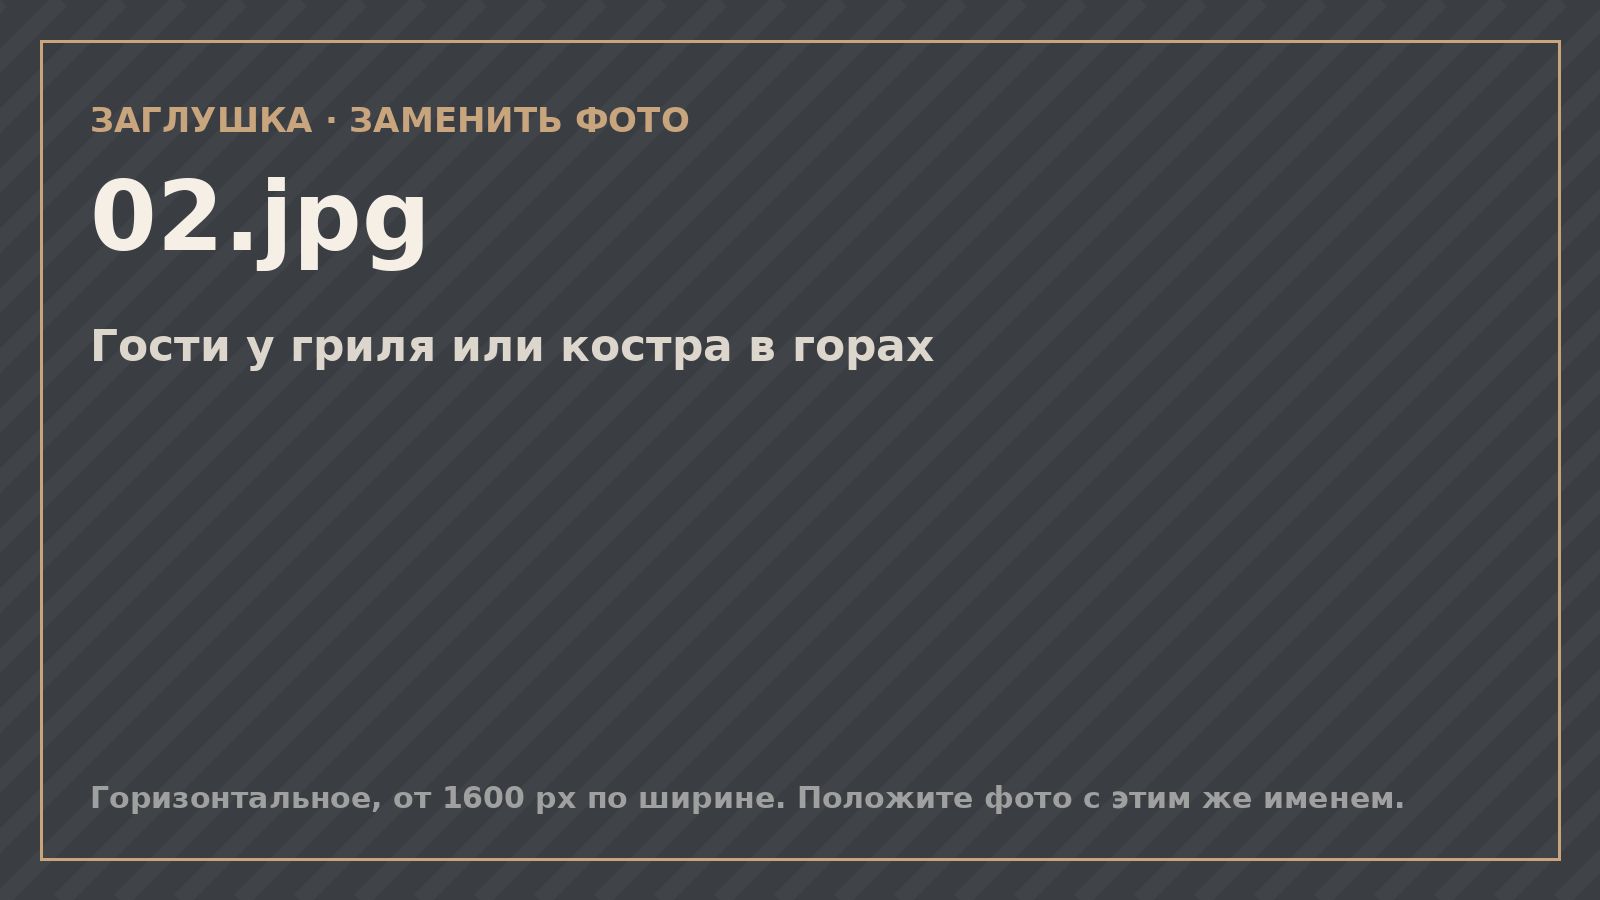 ЗАГЛУШКА · ЗАМЕНИТЬ ФОТО
02.jpg
Гости у гриля или костра в горах
Горизонтальное, от 1600 px по ширине. Положите фото с этим же именем.